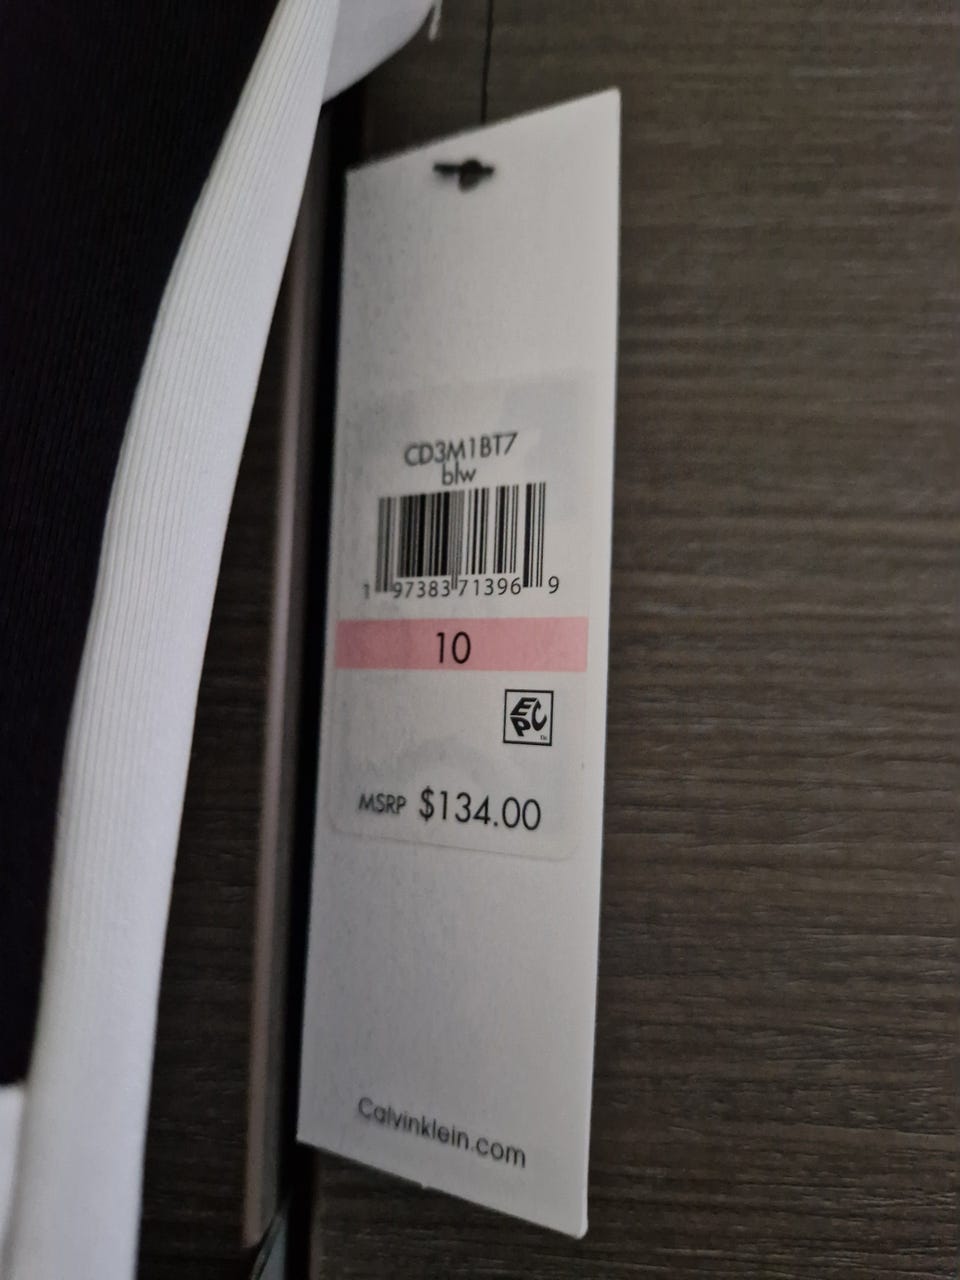 CD3M1BT7
blw
1 97383 71396 9
10
EPC
MSRP $134.00
Calvinklein.com